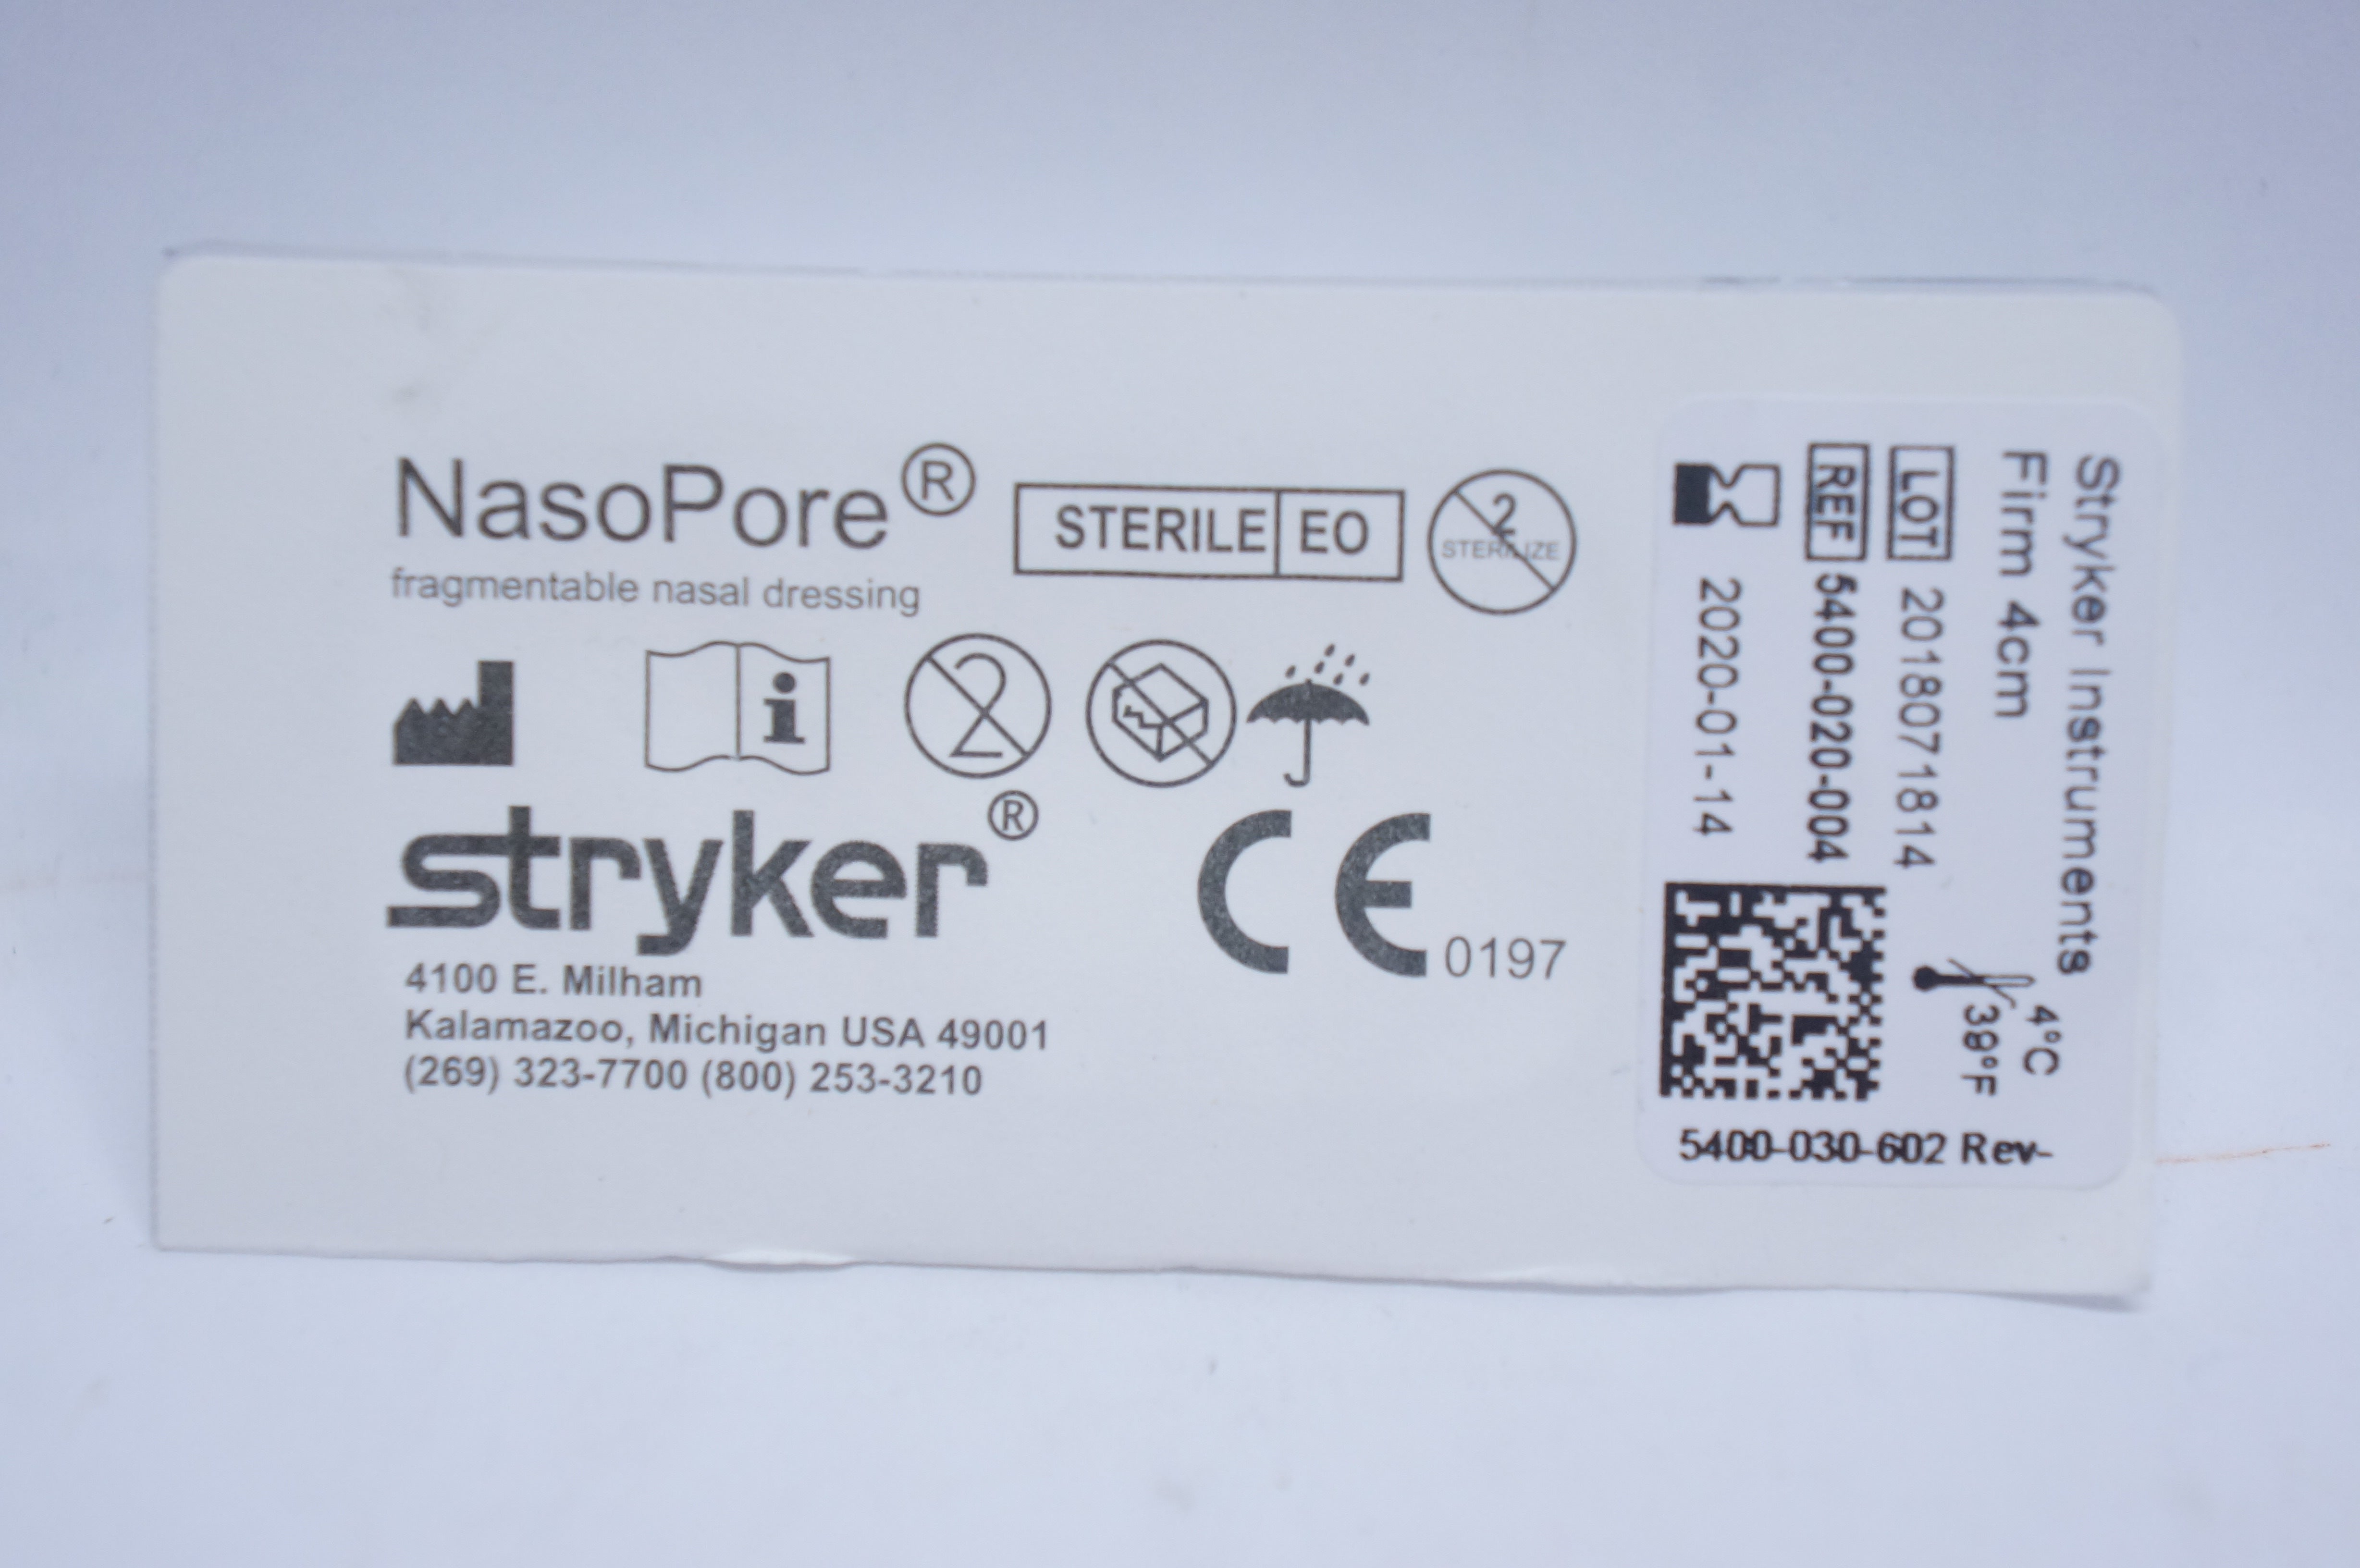 NasoPore®
fragmentable nasal dressing
STERILE EO
2
STERILIZE
2
stryker®
CE 0197
4100 E. Milham
Kalamazoo, Michigan USA 49001
(269) 323-7700 (800) 253-3210
Stryker Instruments
Firm 4cm
LOT 2018071814
REF 5400-020-004
2020-01-14
4°C
39°F
5400-030-602 Rev-